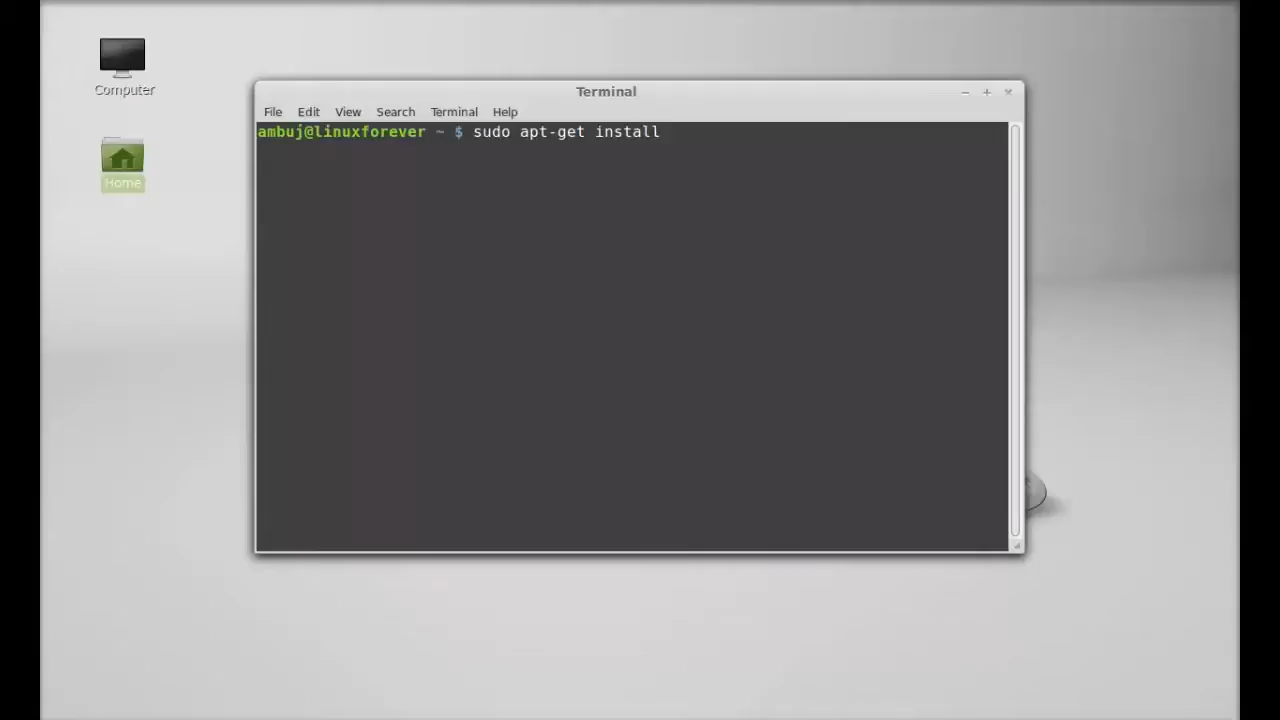 Computer
Home
Terminal
File Edit View Search Terminal Help
ambuj@linuxforever ~ $ sudo apt-get install